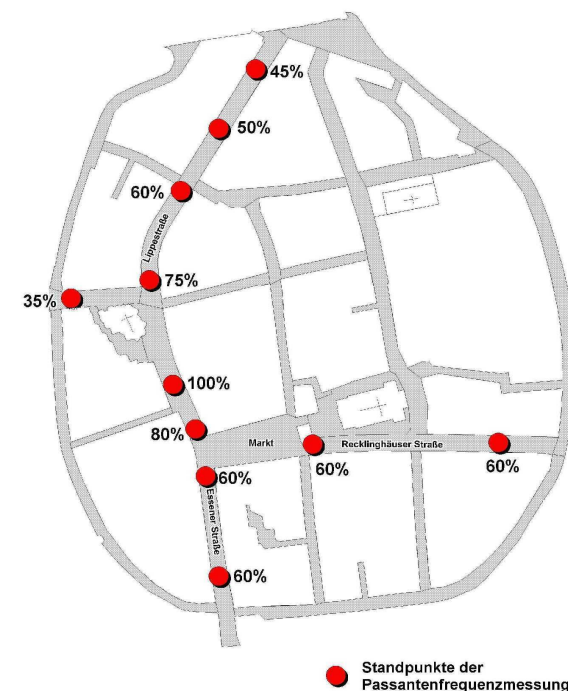 45%
50%
60%
Lippestraße
75%
35%
100%
80%
Markt
Recklinghäuser Straße
60%
60%
60%
Essener Straße
60%
Standpunkte der
Passantenfrequenzmessung